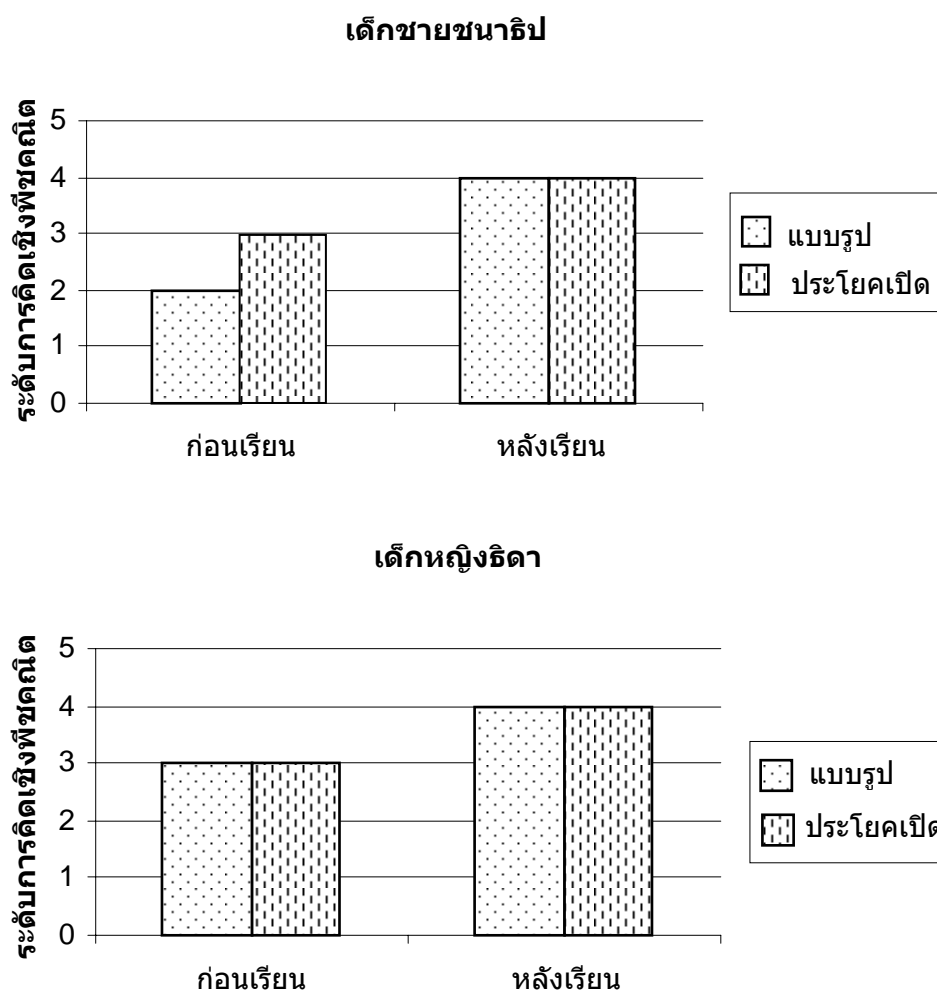 เด็กชายชนาธิป
ระดับการคิดเชิงพีชคณิต
5
4
3
2
1
0
ก่อนเรียน
หลังเรียน
แบบรูป
ประโยคเปิด
เด็กหญิงธิดา
ระดับการคิดเชิงพีชคณิต
5
4
3
2
1
0
ก่อนเรียน
หลังเรียน
แบบรูป
ประโยคเปิด